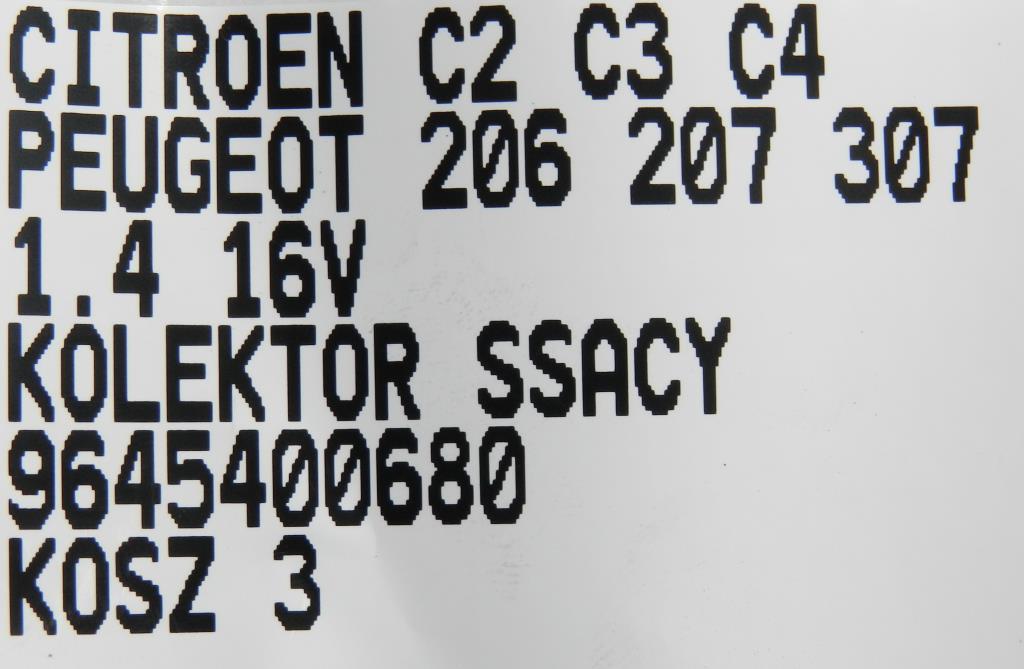 CITROEN C2 C3 C4
PEUGEOT 206 207 307
1.4 16V
KOLEKTOR SSACY
9645400680
KOSZ 3